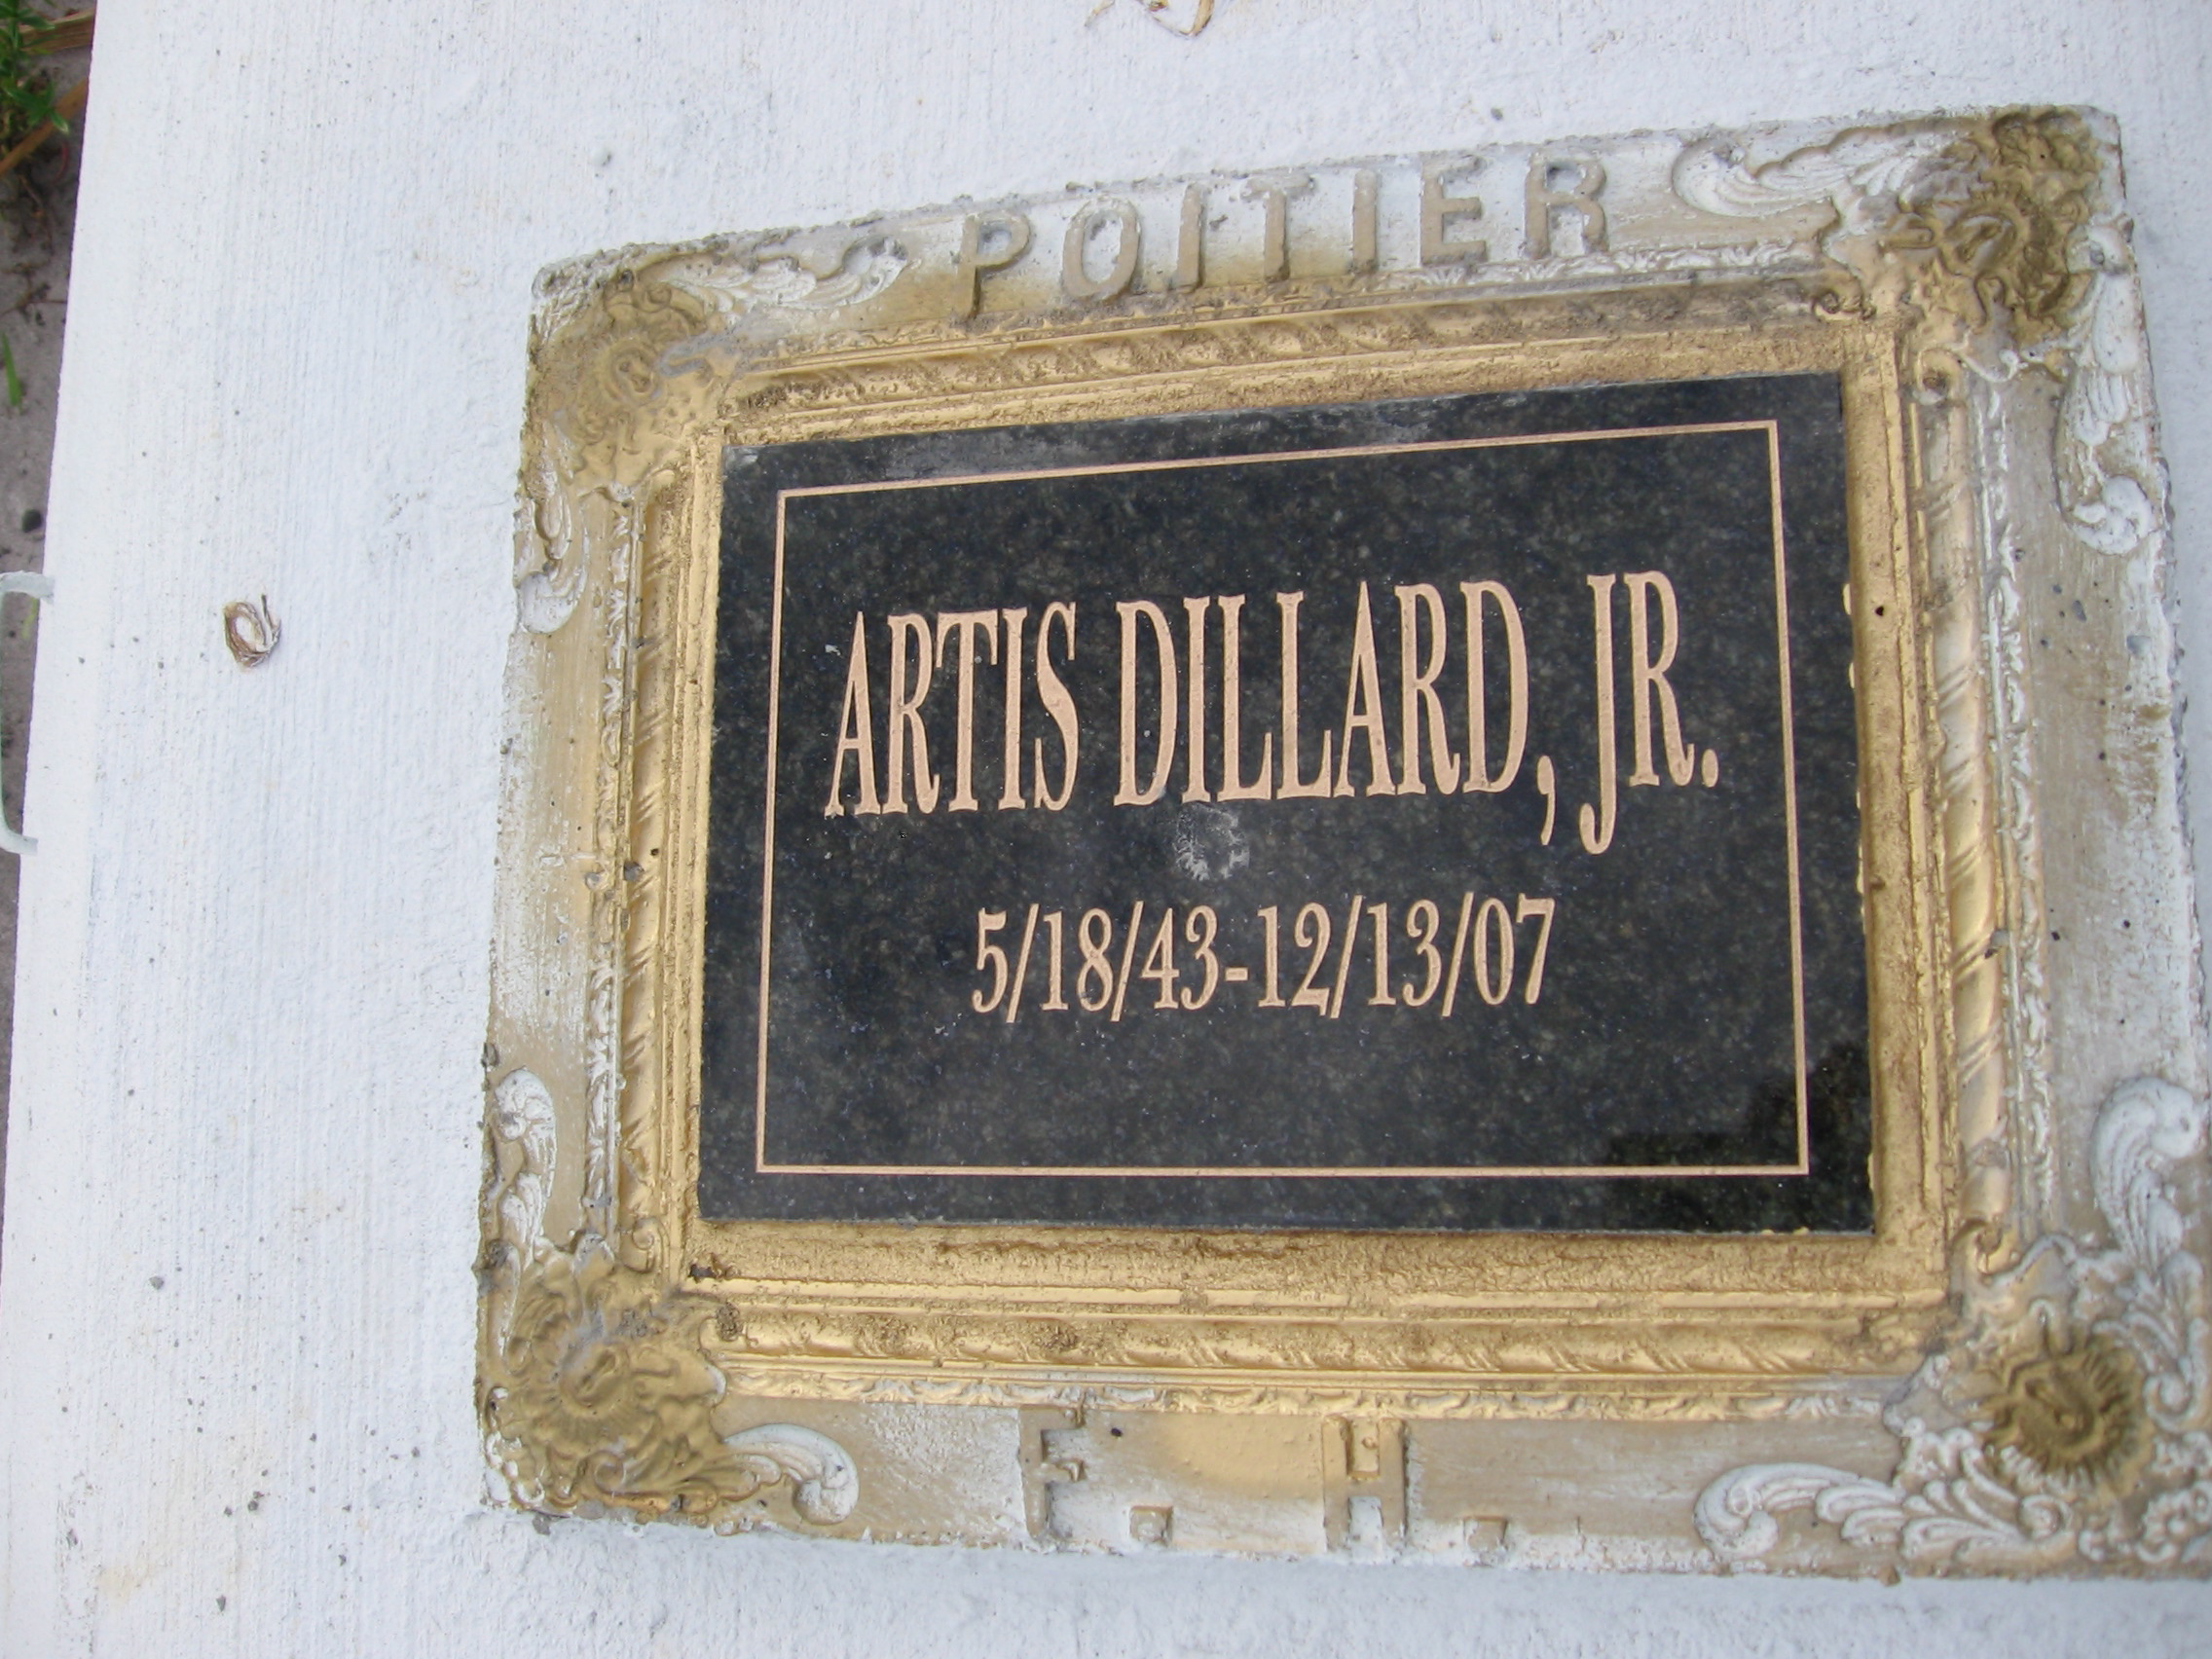 POITIER
ARTIS DILLARD, JR.
5/18/43-12/13/07
F. H.